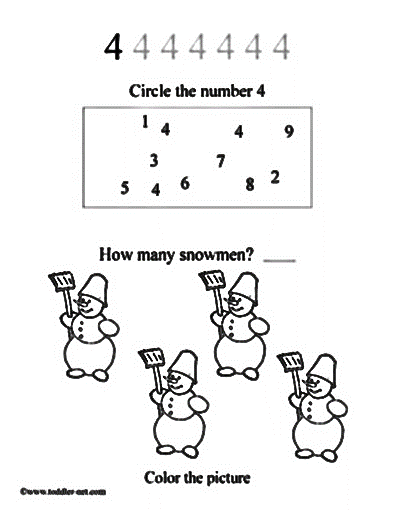 4 4 4 4 4 4 4
Circle the number 4
1 4 4 9
3 7
5 4 6 8 2
How many snowmen? ___
Color the picture
©www.toddler-art.com